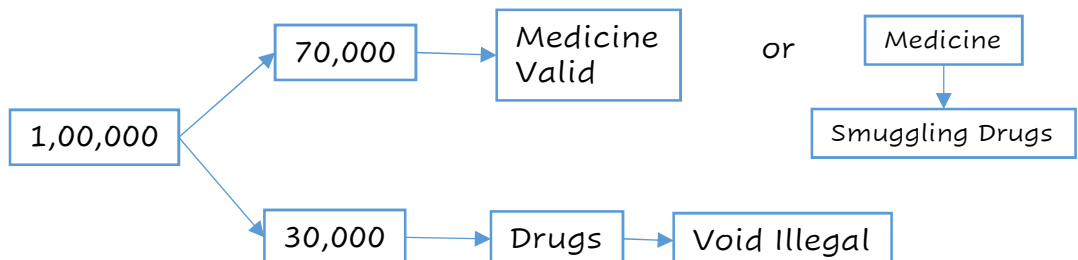 70,000
Medicine
Valid
or
Medicine
1,00,000
Smuggling Drugs
30,000
Drugs
Void Illegal